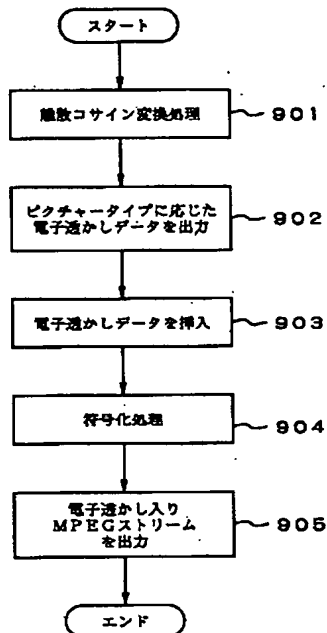 スタート
離散コサイン変換処理
901
ピクチャータイプに応じた
電子透かしデータを出力
902
電子透かしデータを挿入
903
符号化処理
904
電子透かし入り
MPEGストリーム
を出力
905
エンド